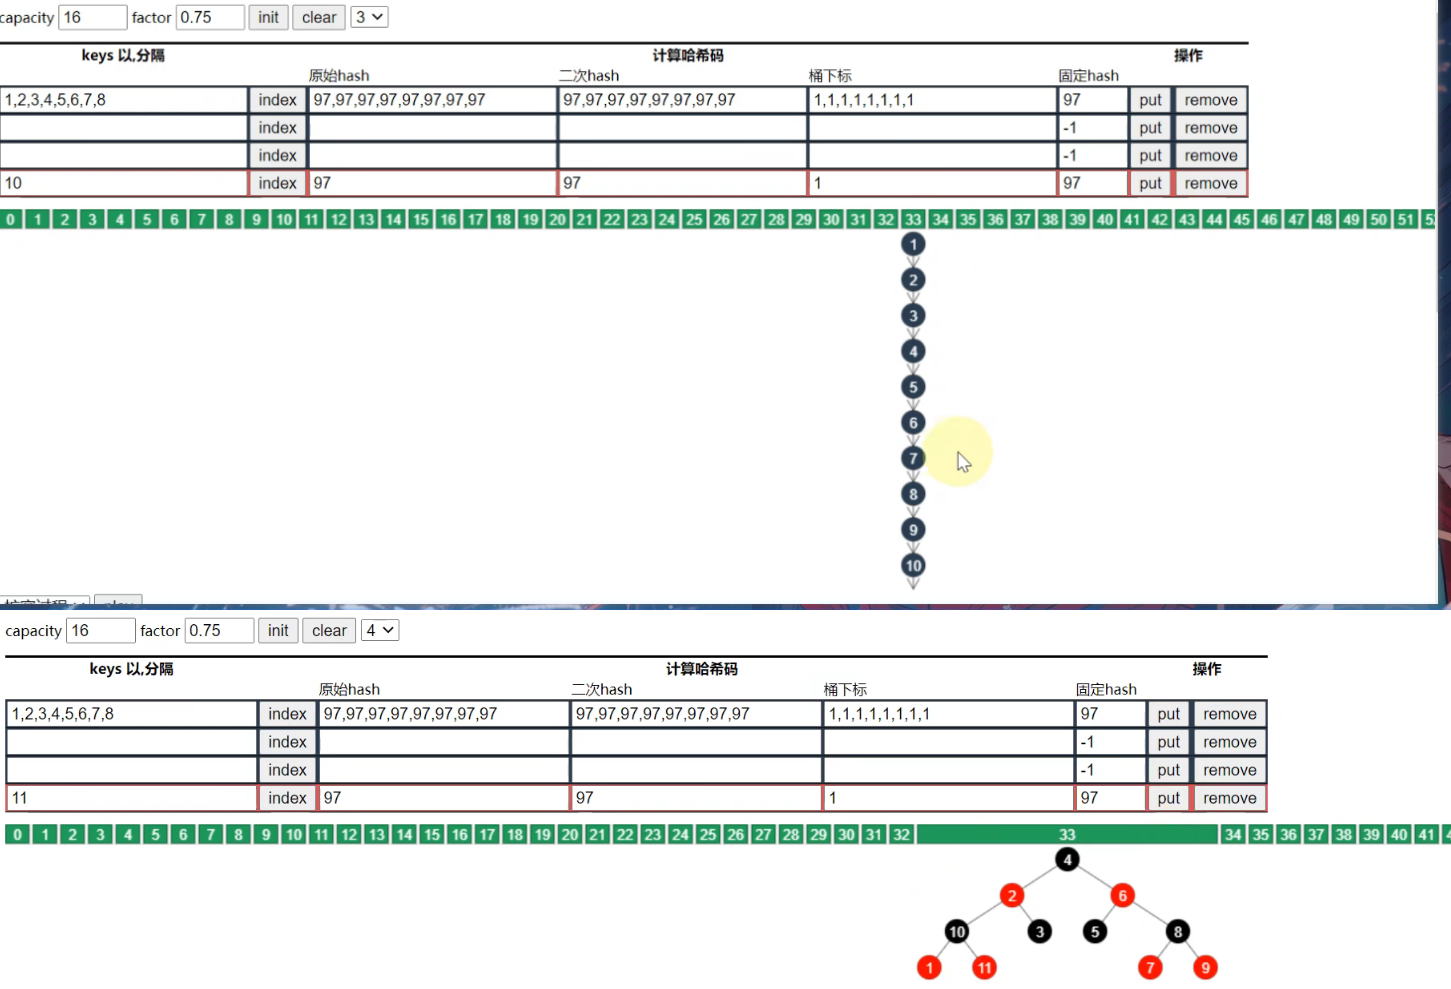 capacity 16 factor 0.75 init clear 3
keys 以,分隔 计算哈希码 操作
原始hash 二次hash 桶下标 固定hash
1,2,3,4,5,6,7,8 index 97,97,97,97,97,97,97,97 97,97,97,97,97,97,97,97 1,1,1,1,1,1,1,1 97 put remove
index -1 put remove
index -1 put remove
10 index 97 97 1 97 put remove
0 1 2 3 4 5 6 7 8 9 10 11 12 13 14 15 16 17 18 19 20 21 22 23 24 25 26 27 28 29 30 31 32 33 34 35 36 37 38 39 40 41 42 43 44 45 46 47 48 49 50 51
1
2
3
4
5
6
7
8
9
10
capacity 16 factor 0.75 init clear 4
keys 以,分隔 计算哈希码 操作
原始hash 二次hash 桶下标 固定hash
1,2,3,4,5,6,7,8 index 97,97,97,97,97,97,97,97 97,97,97,97,97,97,97,97 1,1,1,1,1,1,1,1 97 put remove
index -1 put remove
index -1 put remove
11 index 97 97 1 97 put remove
0 1 2 3 4 5 6 7 8 9 10 11 12 13 14 15 16 17 18 19 20 21 22 23 24 25 26 27 28 29 30 31 32 33 34 35 36 37 38 39 40 41
4
2 6
10 3 5 8
1 11 7 9